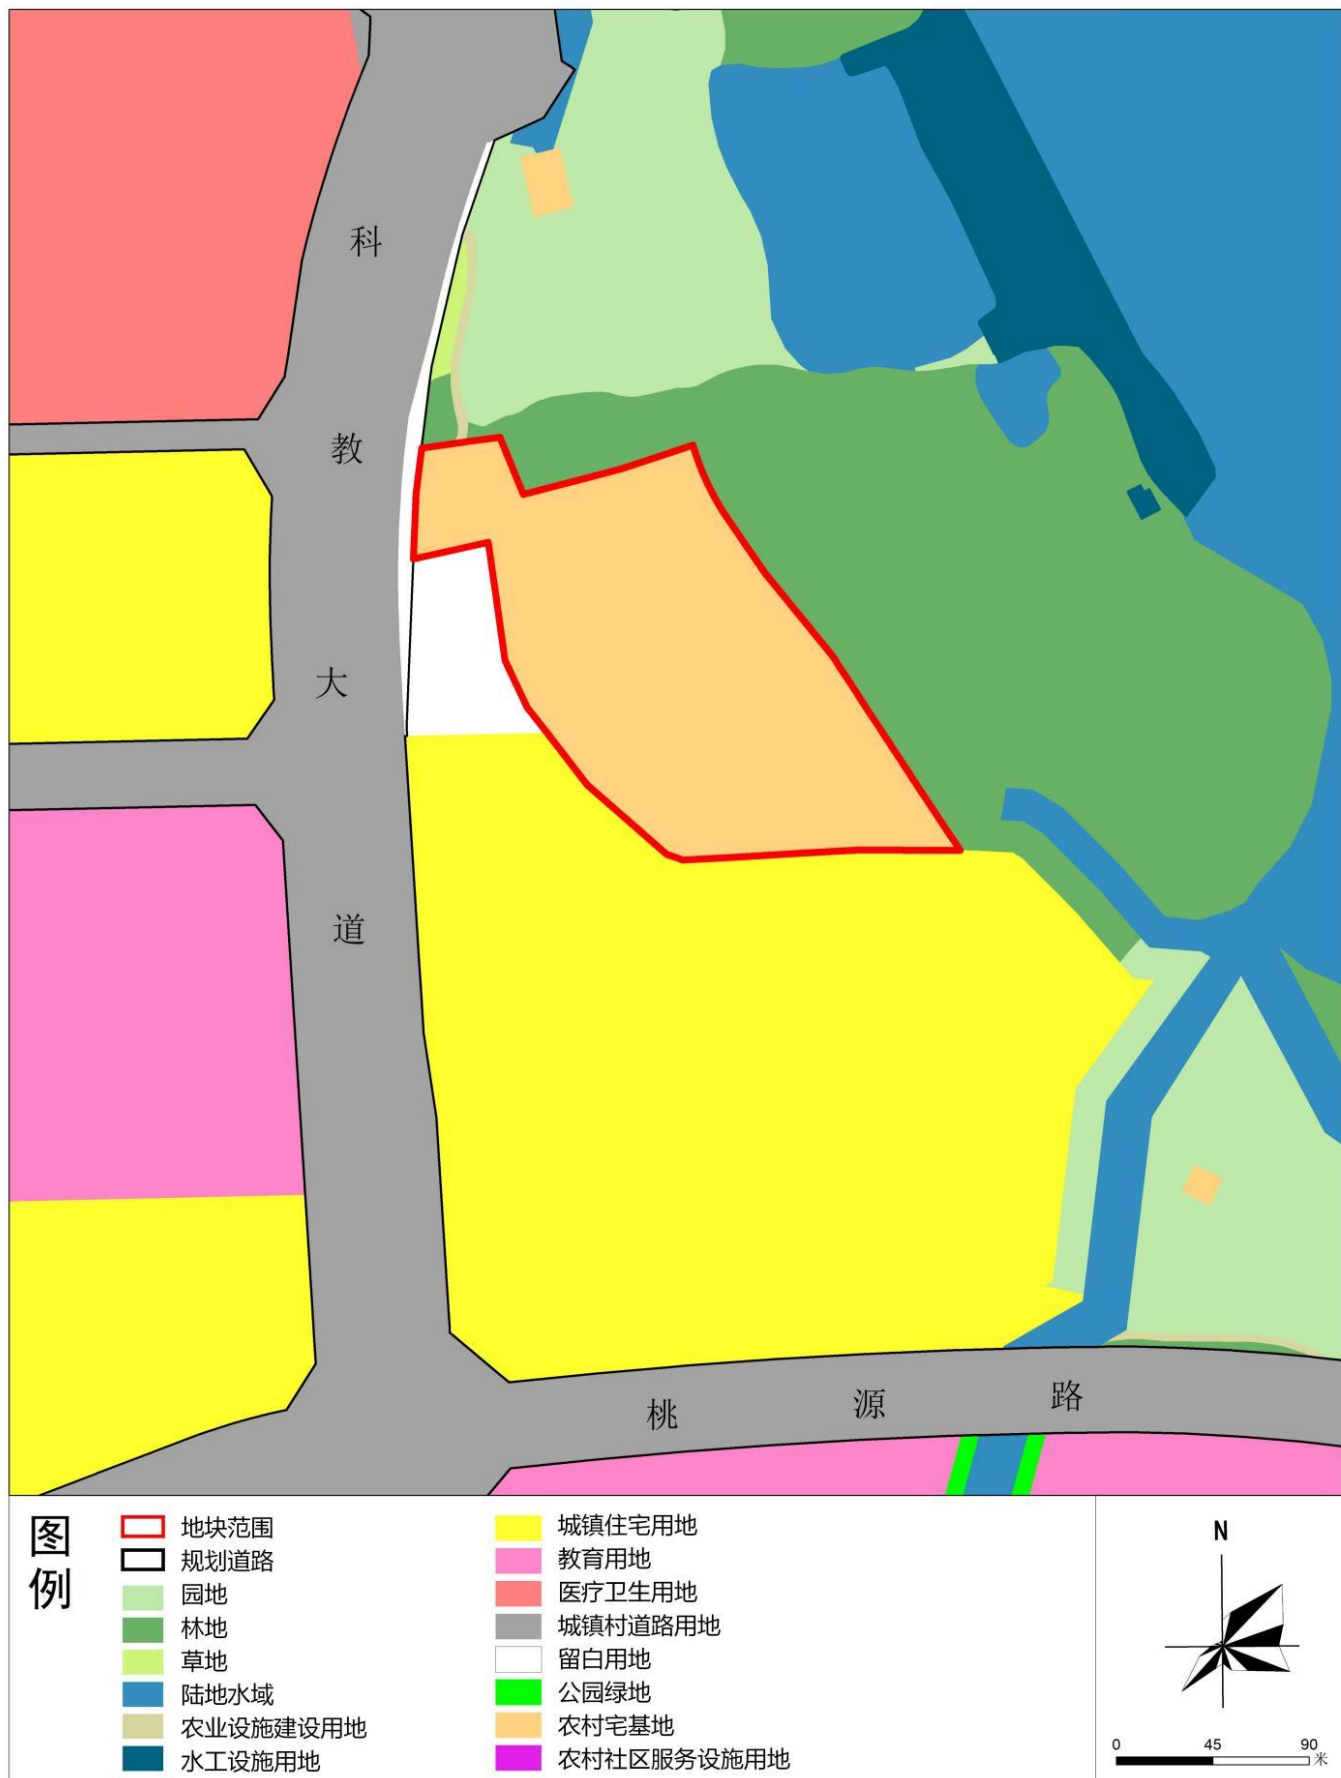 科
教
大
道
桃 源 路
图例
地块范围
规划道路
园地
林地
草地
陆地水域
农业设施建设用地
水工设施用地
城镇住宅用地
教育用地
医疗卫生用地
城镇村道路用地
留白用地
公园绿地
农村宅基地
农村社区服务设施用地
N
0 45 90 米